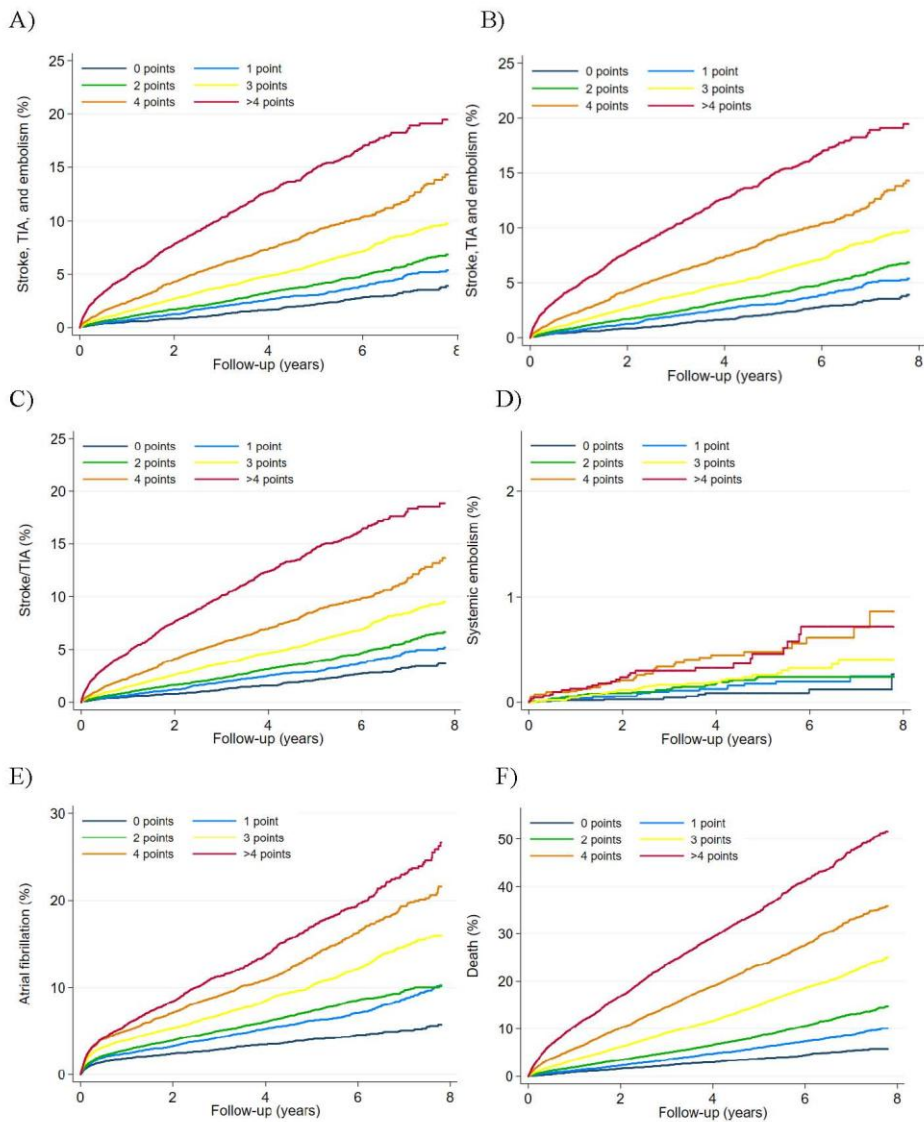 A)
Stroke, TIA, and embolism (%)
25
20
15
10
5
0
0 points 1 point
2 points 3 points
4 points >4 points
0 2 4 6 8
Follow-up (years)
B)
Stroke, TIA and embolism (%)
25
20
15
10
5
0
0 points 1 point
2 points 3 points
4 points >4 points
0 2 4 6 8
Follow-up (years)
C)
Stroke/TIA (%)
25
20
15
10
5
0
0 points 1 point
2 points 3 points
4 points >4 points
0 2 4 6 8
Follow-up (years)
D)
Systemic embolism (%)
2
1
0
0 points 1 point
2 points 3 points
4 points >4 points
0 2 4 6 8
Follow-up (years)
E)
Atrial fibrillation (%)
30
20
10
0
0 points 1 point
2 points 3 points
4 points >4 points
0 2 4 6 8
Follow-up (years)
F)
Death (%)
50
40
30
20
10
0
0 points 1 point
2 points 3 points
4 points >4 points
0 2 4 6 8
Follow-up (years)